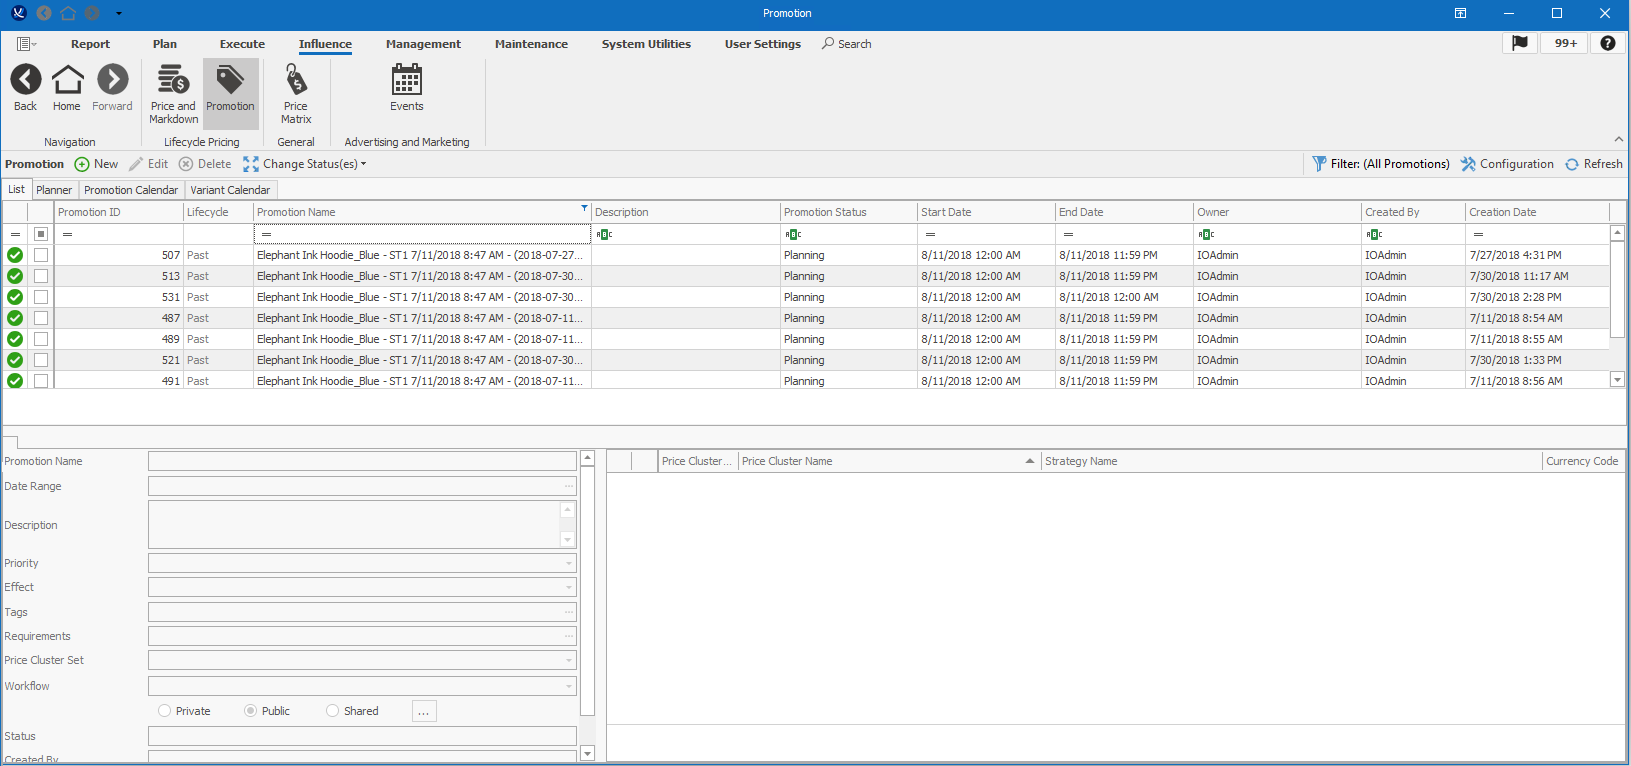 Promotion
Report Plan Execute Influence Management Maintenance System Utilities User Settings Search 99+ ?
Back Home Forward Price and Markdown Promotion Price Matrix Events
Navigation Lifecycle Pricing General Advertising and Marketing
Promotion New Edit Delete Change Status(es) Filter: (All Promotions) Configuration Refresh
List Planner Promotion Calendar Variant Calendar
Promotion ID Lifecycle Promotion Name Description Promotion Status Start Date End Date Owner Created By Creation Date
= = = ABC ABC = = ABC ABC =
507 Past Elephant Ink Hoodie_Blue - ST1 7/11/2018 8:47 AM - (2018-07-27... Planning 8/11/2018 12:00 AM 8/11/2018 11:59 PM IOAdmin IOAdmin 7/27/2018 4:31 PM
513 Past Elephant Ink Hoodie_Blue - ST1 7/11/2018 8:47 AM - (2018-07-30... Planning 8/11/2018 12:00 AM 8/11/2018 11:59 PM IOAdmin IOAdmin 7/30/2018 11:17 AM
531 Past Elephant Ink Hoodie_Blue - ST1 7/11/2018 8:47 AM - (2018-07-30... Planning 8/11/2018 12:00 AM 8/11/2018 12:00 AM IOAdmin IOAdmin 7/30/2018 2:28 PM
487 Past Elephant Ink Hoodie_Blue - ST1 7/11/2018 8:47 AM - (2018-07-11... Planning 8/11/2018 12:00 AM 8/11/2018 11:59 PM IOAdmin IOAdmin 7/11/2018 8:54 AM
489 Past Elephant Ink Hoodie_Blue - ST1 7/11/2018 8:47 AM - (2018-07-11... Planning 8/11/2018 12:00 AM 8/11/2018 11:59 PM IOAdmin IOAdmin 7/11/2018 8:55 AM
521 Past Elephant Ink Hoodie_Blue - ST1 7/11/2018 8:47 AM - (2018-07-30... Planning 8/11/2018 12:00 AM 8/11/2018 11:59 PM IOAdmin IOAdmin 7/30/2018 1:33 PM
491 Past Elephant Ink Hoodie_Blue - ST1 7/11/2018 8:47 AM - (2018-07-11... Planning 8/11/2018 12:00 AM 8/11/2018 11:59 PM IOAdmin IOAdmin 7/11/2018 8:56 AM
Promotion Name
Date Range ...
Description
Priority
Effect
Tags ...
Requirements ...
Price Cluster Set
Workflow
Private Public Shared ...
Status
Created By
Price Cluster... Price Cluster Name Strategy Name Currency Code